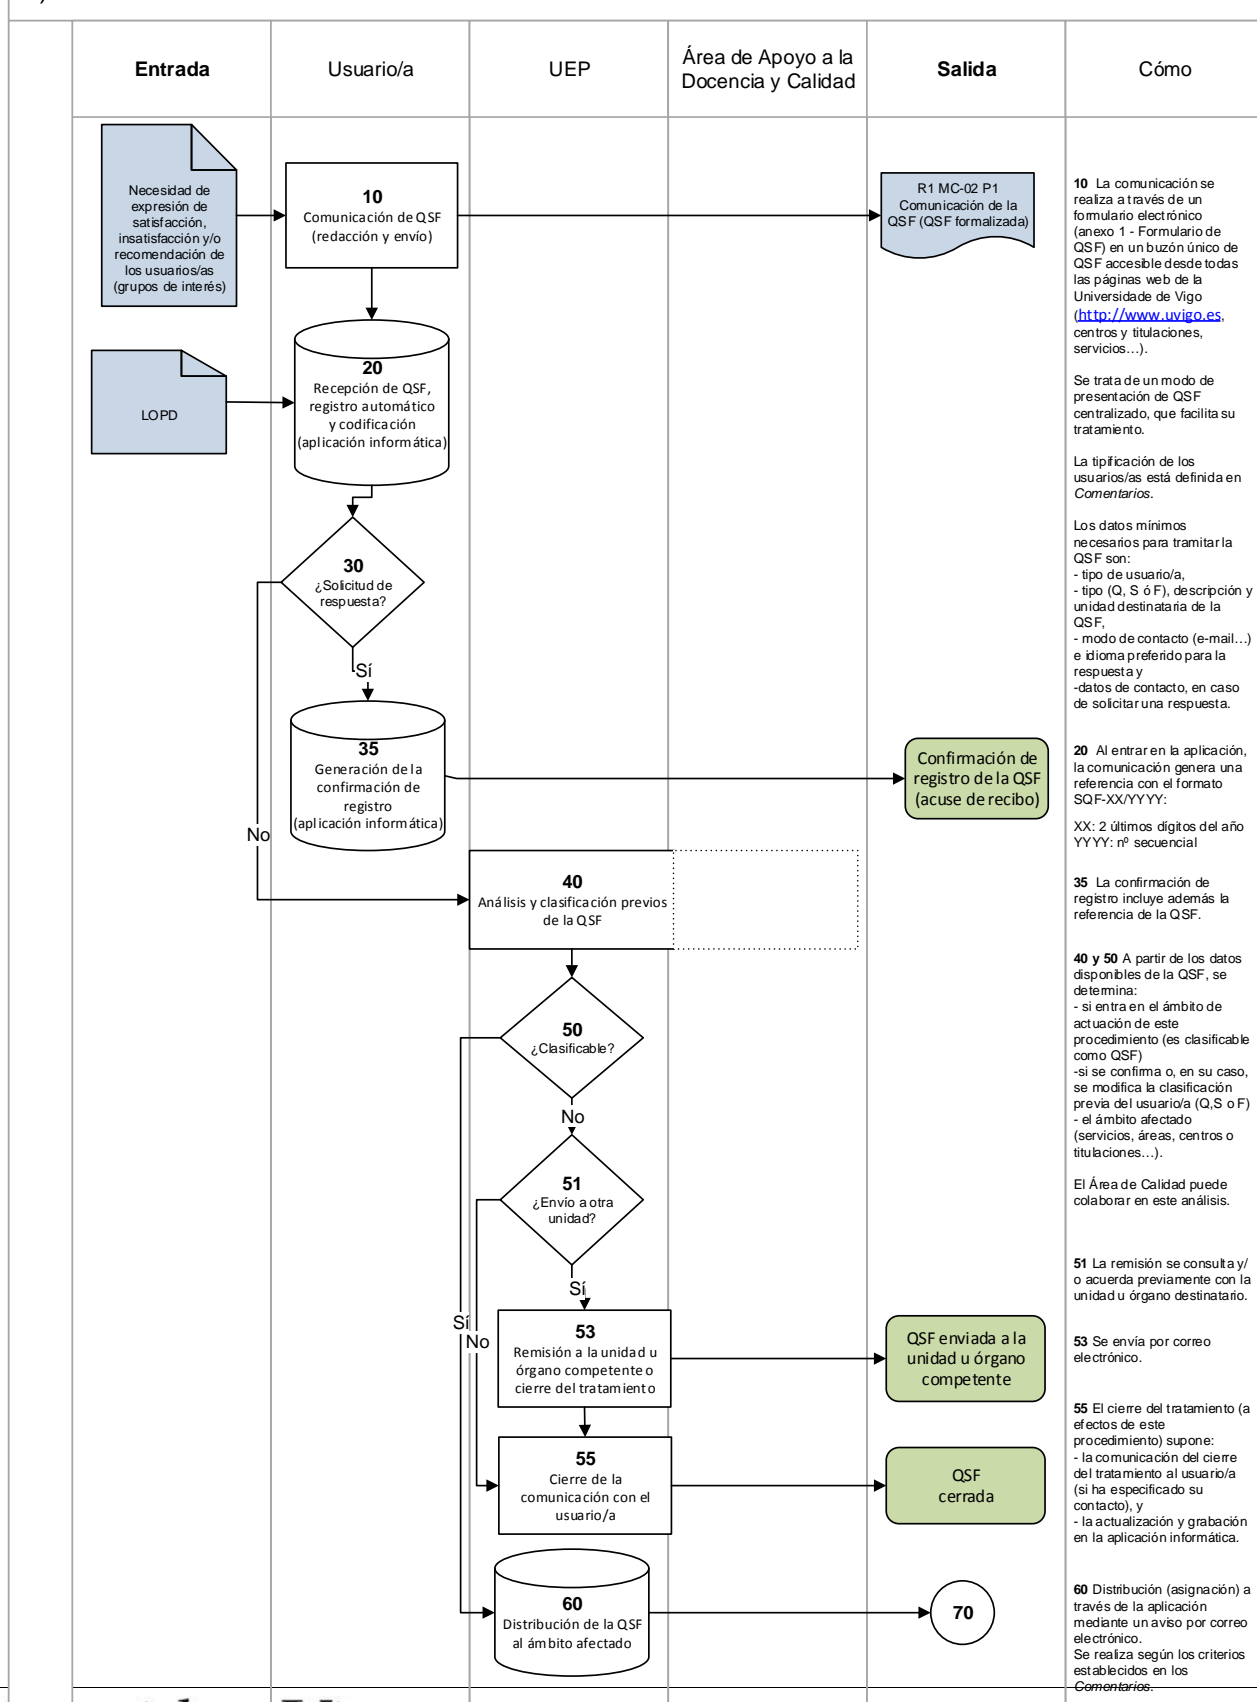 Entrada
Usuario/a
UEP
Área de Apoyo a la
Docencia y Calidad
Salida
Cómo
Necesidad de
expresión de
satisfacción,
insatisfacción y/o
recomendación de
los usuarios/as
(grupos de interés)
10
Comunicación de QSF
(redacción y envío)
R1 MC-02 P1
Comunicación de la
QSF (QSF formalizada)
LOPD
20
Recepción de QSF,
registro automático
y codificación
(aplicación informática)
30
¿Solicitud de
respuesta?
Sí
No
35
Generación de la
confirmación de
registro
(aplicación informática)
Confirmación de
registro de la QSF
(acuse de recibo)
40
Análisis y clasificación previos
de la QSF
50
¿Clasificable?
No
Sí
51
¿Envío a otra
unidad?
Sí
No
53
Remisión a la unidad u
órgano competente o
cierre del tratamiento
QSF enviada a la
unidad u órgano
competente
55
Cierre de la
comunicación con el
usuario/a
QSF
cerrada
60
Distribución de la QSF
al ámbito afectado
70
10 La comunicación se
realiza a través de un
formulario electrónico
(anexo 1 - Formulario de
QSF) en un buzón único de
QSF accesible desde todas
las páginas web de la
Universidade de Vigo
(http://www.uvigo.es,
centros y titulaciones,
servicios…).
Se trata de un modo de
presentación de QSF
centralizado, que facilita su
tratamiento.
La tipificación de los
usuarios/as está definida en
Comentarios.
Los datos mínimos
necesarios para tramitar la
QSF son:
- tipo de usuario/a,
- tipo (Q, S ó F), descripción y
unidad destinataria de la
QSF,
- modo de contacto (e-mail…)
e idioma preferido para la
respuesta y
-datos de contacto, en caso
de solicitar una respuesta.
20 Al entrar en la aplicación,
la comunicación genera una
referencia con el formato
SQF-XX/YYYY:
XX: 2 últimos dígitos del año
YYYY: nº secuencial
35 La confirmación de
registro incluye además la
referencia de la QSF.
40 y 50 A partir de los datos
disponibles de la QSF, se
determina:
- si entra en el ámbito de
actuación de este
procedimiento (es clasificable
como QSF)
-si se confirma o, en su caso,
se modifica la clasificación
previa del usuario/a (Q,S o F)
- el ámbito afectado
(servicios, áreas, centros o
titulaciones…).
El Área de Calidad puede
colaborar en este análisis.
51 La remisión se consulta y/
o acuerda previamente con la
unidad u órgano destinatario.
53 Se envía por correo
electrónico.
55 El cierre del tratamiento (a
efectos de este
procedimiento) supone:
- la comunicación del cierre
del tratamiento al usuario/a
(si ha especificado su
contacto), y
- la actualización y grabación
en la aplicación informática.
60 Distribución (asignación) a
través de la aplicación
mediante un aviso por correo
electrónico.
Se realiza según los criterios
establecidos en los
Comentarios.